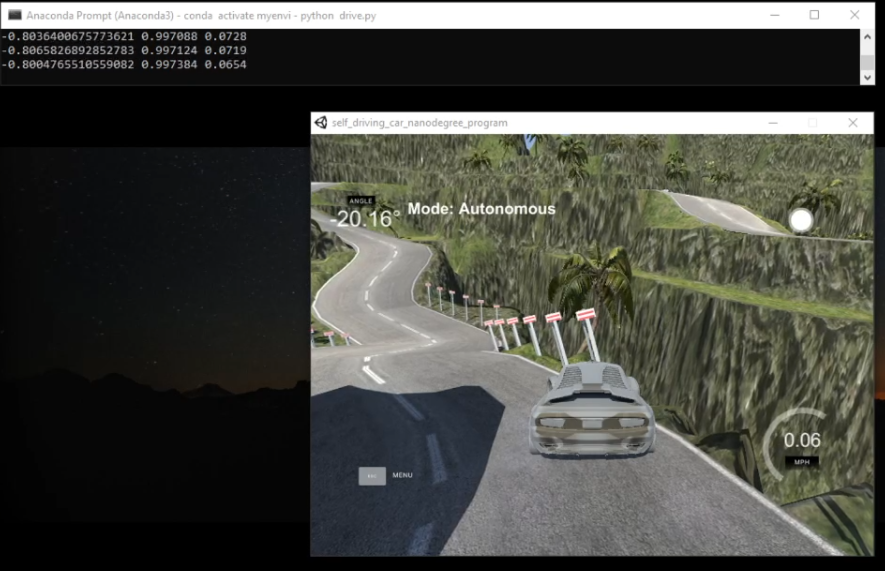 Anaconda Prompt (Anaconda3) - conda activate myenvi - python drive.py
-0.8036400675773621 0.997088 0.0728
-0.8065826892852783 0.997124 0.0719
-0.8004765510559082 0.997384 0.0654
self_driving_car_nanodegree_program
ANGLE
-20.16° Mode: Autonomous
0.06
MPH
MENU